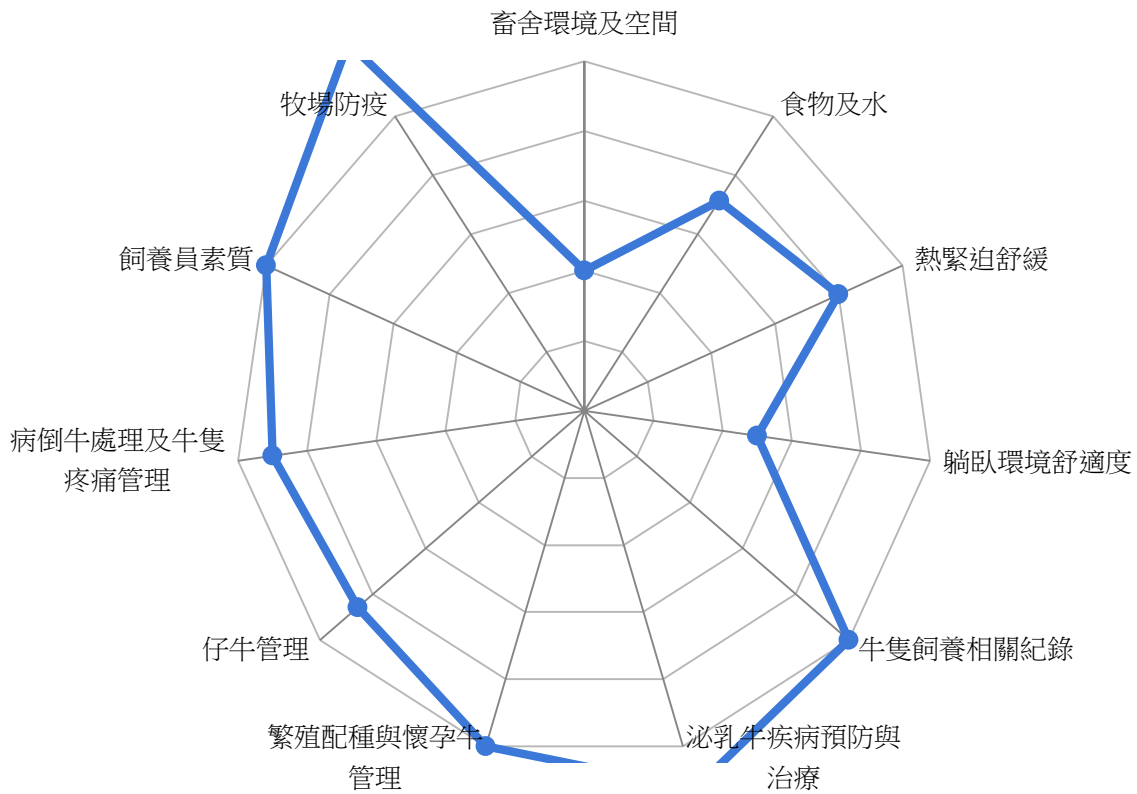 畜舍環境及空間
食物及水
熱緊迫舒緩
躺臥環境舒適度
牛隻飼養相關紀錄
泌乳牛疾病預防與
治療
繁殖配種與懷孕牛
管理
仔牛管理
病倒牛處理及牛隻
疼痛管理
飼養員素質
牧場防疫